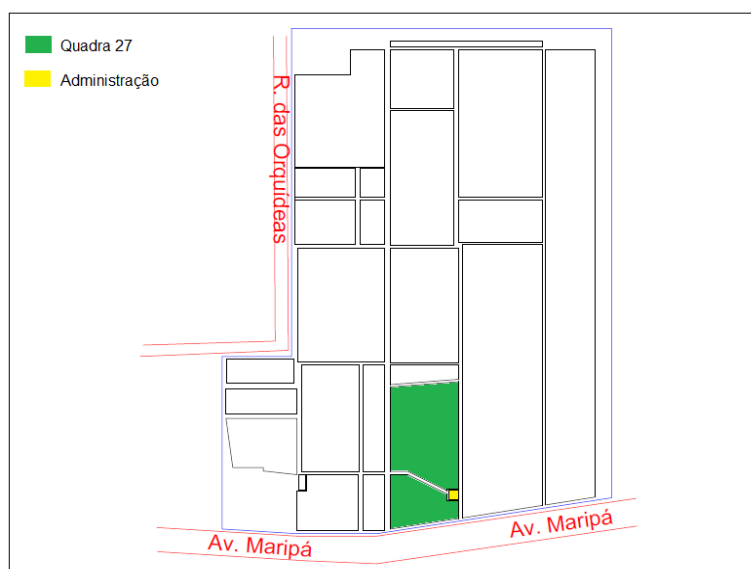 Quadra 27
Administração
R. das Orquídeas
Av. Maripá
Av. Maripá